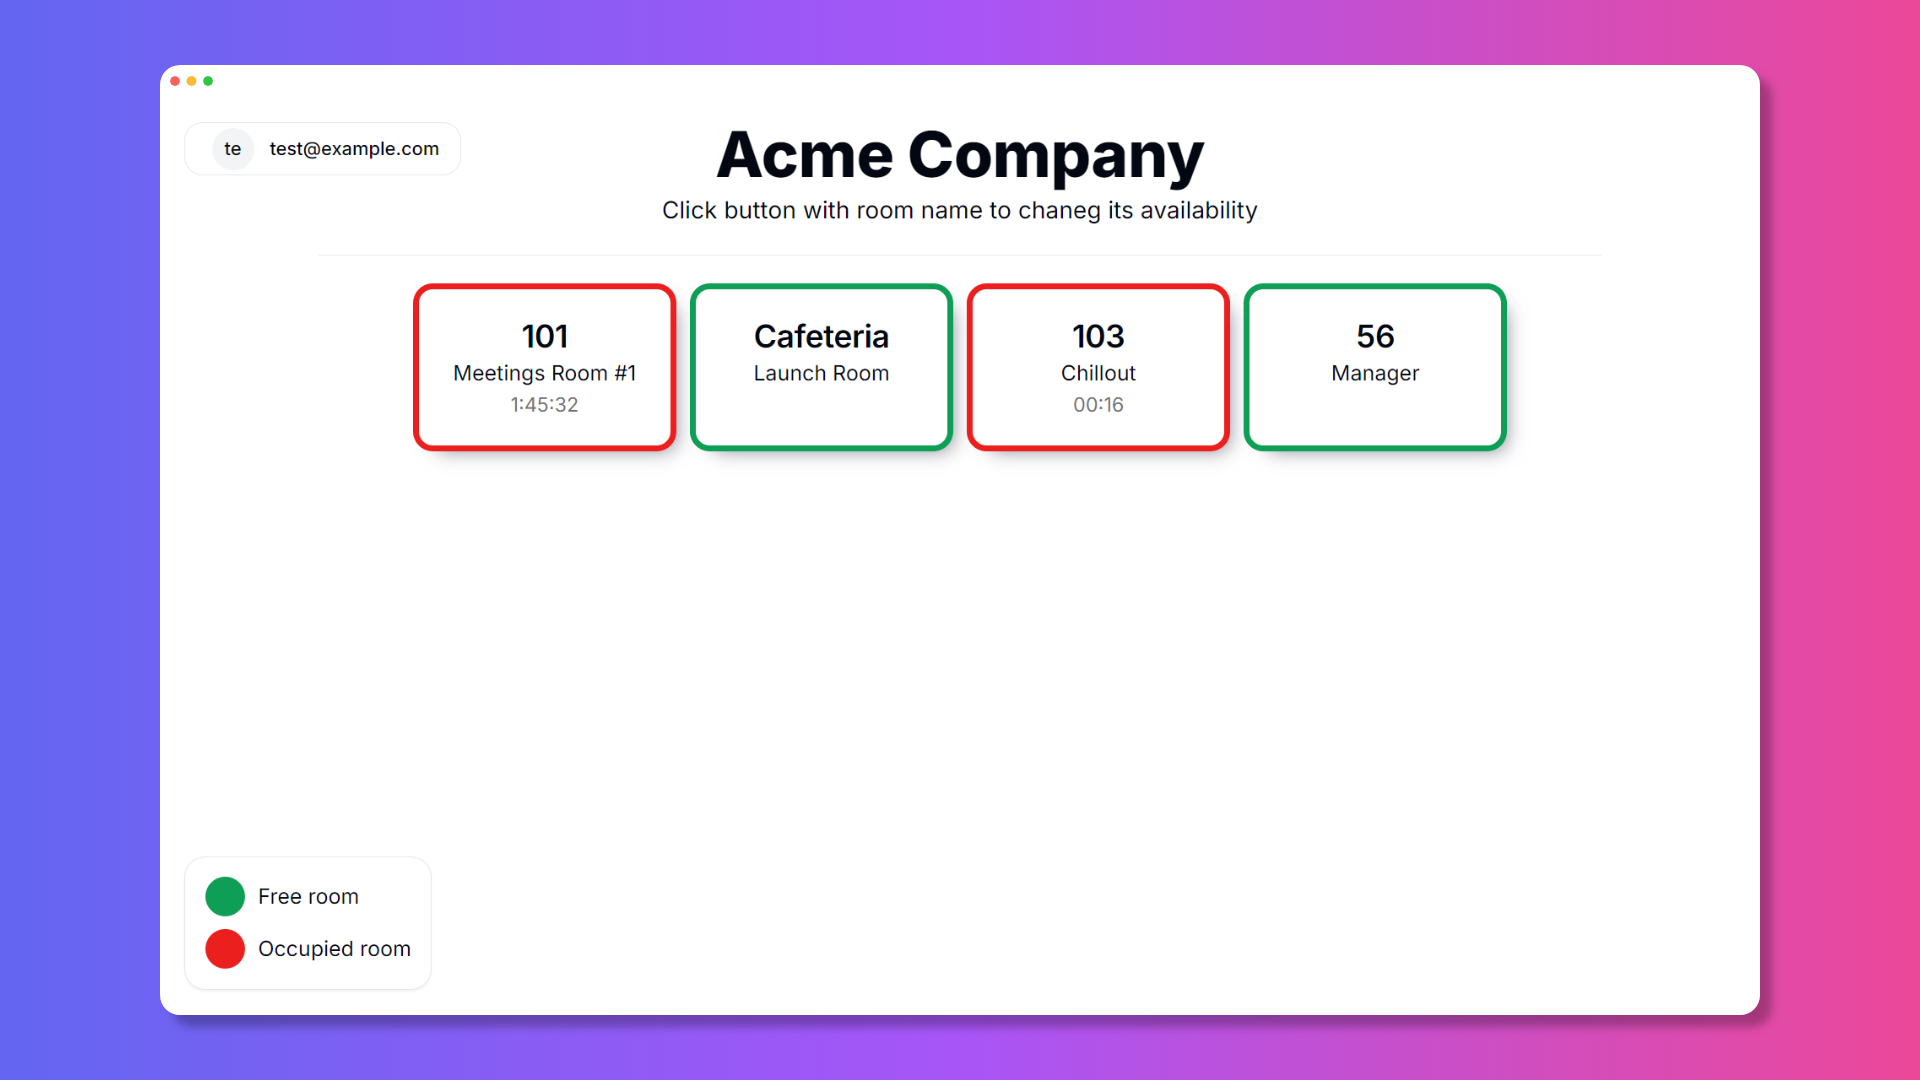 te test@example.com
Acme Company
Click button with room name to chaneg its availability
101
Meetings Room #1
1:45:32
Cafeteria
Launch Room
103
Chillout
00:16
56
Manager
Free room
Occupied room